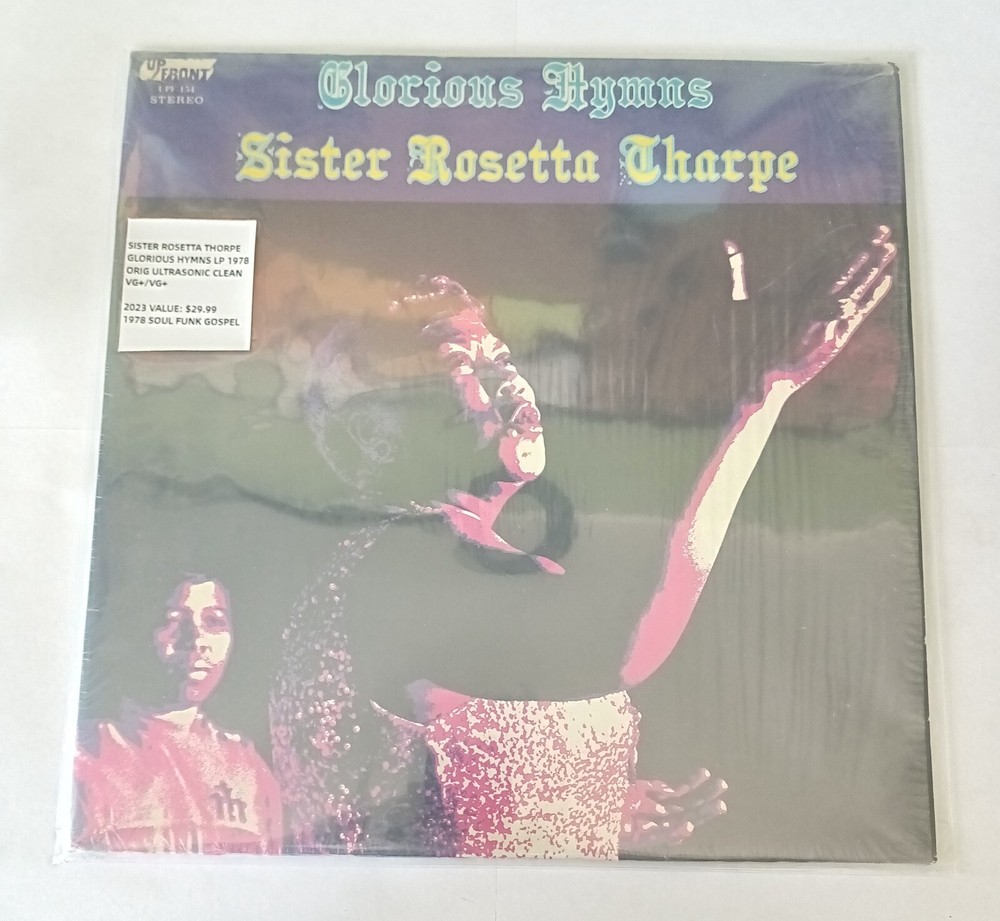 UP
FRONT
UPF 154
STEREO
Glorious Hymns
Sister Rosetta Tharpe
SISTER ROSETTA THORPE
GLORIOUS HYMNS LP 1978
ORIG ULTRASONIC CLEAN
VG+/VG+
2023 VALUE: $29.99
1978 SOUL FUNK GOSPEL